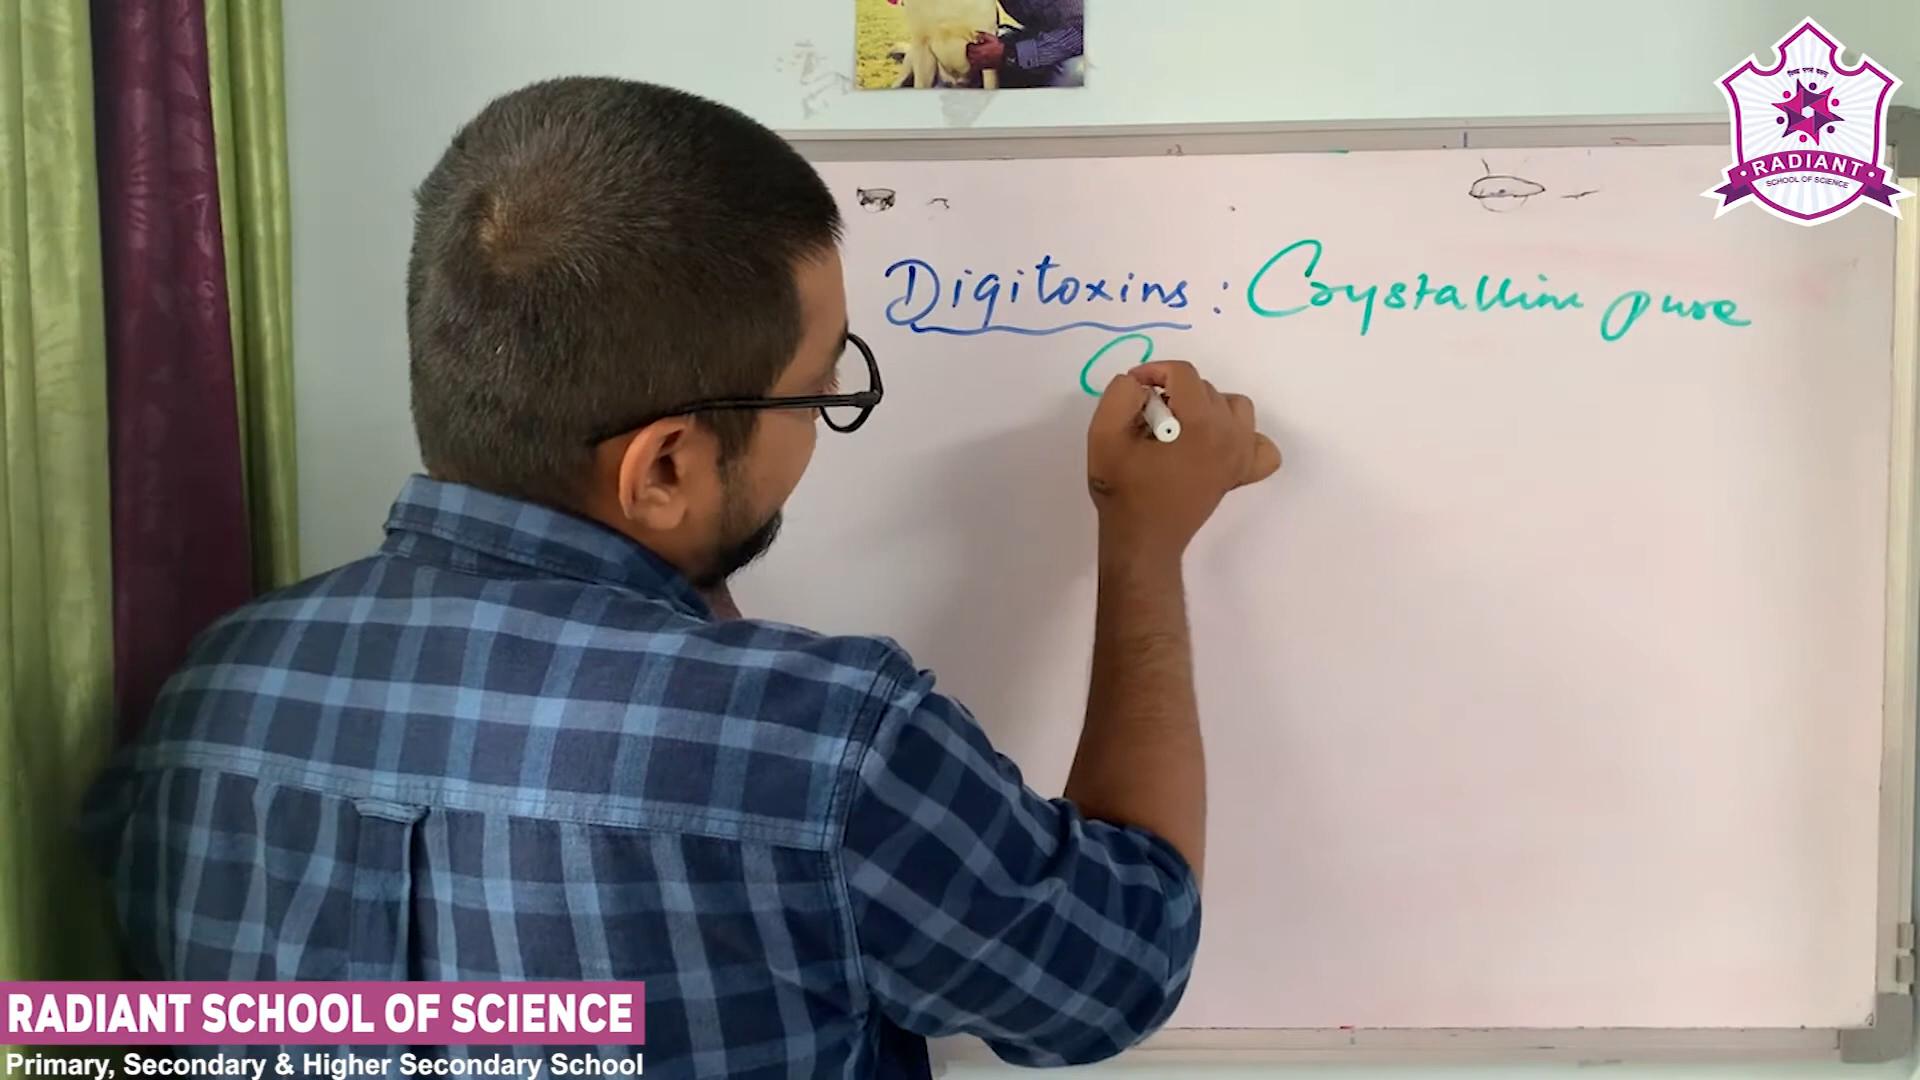 RADIANT
SCHOOL OF SCIENCE
Digitoxins : Crystalline pure
C
RADIANT SCHOOL OF SCIENCE
Primary, Secondary & Higher Secondary School